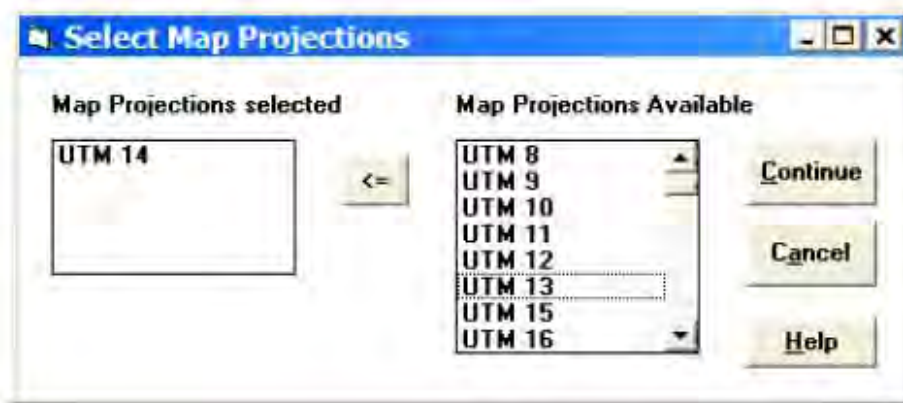 Select Map Projections
Map Projections selected
UTM 14
<=
Map Projections Available
UTM 8
UTM 9
UTM 10
UTM 11
UTM 12
UTM 13
UTM 15
UTM 16
Continue
Cancel
Help